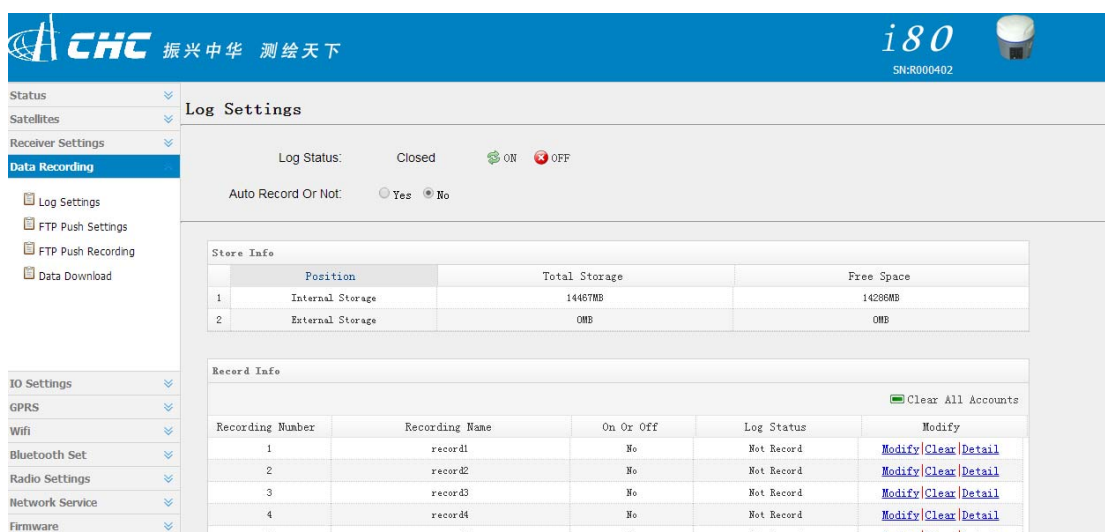 CHC 振兴中华 测绘天下
i80
SN:R000402
Status
Satellites
Receiver Settings
Data Recording
Log Settings
FTP Push Settings
FTP Push Recording
Data Download
IO Settings
GPRS
Wifi
Bluetooth Set
Radio Settings
Network Service
Firmware
Log Settings
Log Status: Closed ON OFF
Auto Record Or Not: Yes No
Store Info
Position Total Storage Free Space
1 Internal Storage 14467MB 14286MB
2 External Storage 0MB 0MB
Record Info
Clear All Accounts
Recording Number Recording Name On Or Off Log Status Modify
1 record1 No Not Record Modify|Clear|Detail
2 record2 No Not Record Modify|Clear|Detail
3 record3 No Not Record Modify|Clear|Detail
4 record4 No Not Record Modify|Clear|Detail